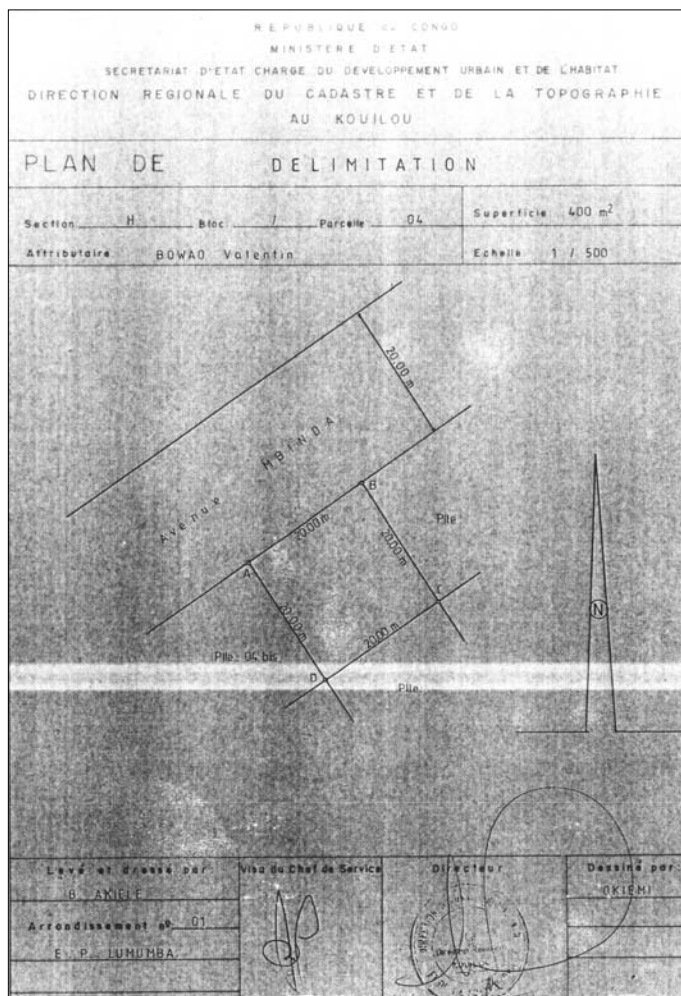 REPUBLIQUE du CONGO
MINISTERE D'ETAT
SECRETARIAT D'ETAT CHARGE DU DEVELOPPEMENT URBAIN ET DE L'HABITAT
DIRECTION REGIONALE DU CADASTRE ET DE LA TOPOGRAPHIE
AU KOUILOU
PLAN DE DELIMITATION
Section H Bloc / Parcelle 04
Superficie 400 m²
Attributaire BOWAO Valentin
Echelle 1 / 500
20.00 m
Avenue MBINDA
B
20.00 m
Plle
20.00 m
A
C
20.00 m
20.00 m
Plle 04 bis
D
Plle
N
Levé et dressé par
B. AKIELE
Arrondissement n° 01
E. P. LUMUMBA
Visa du Chef de Service
Directeur
Dessiné par
OKIEMI